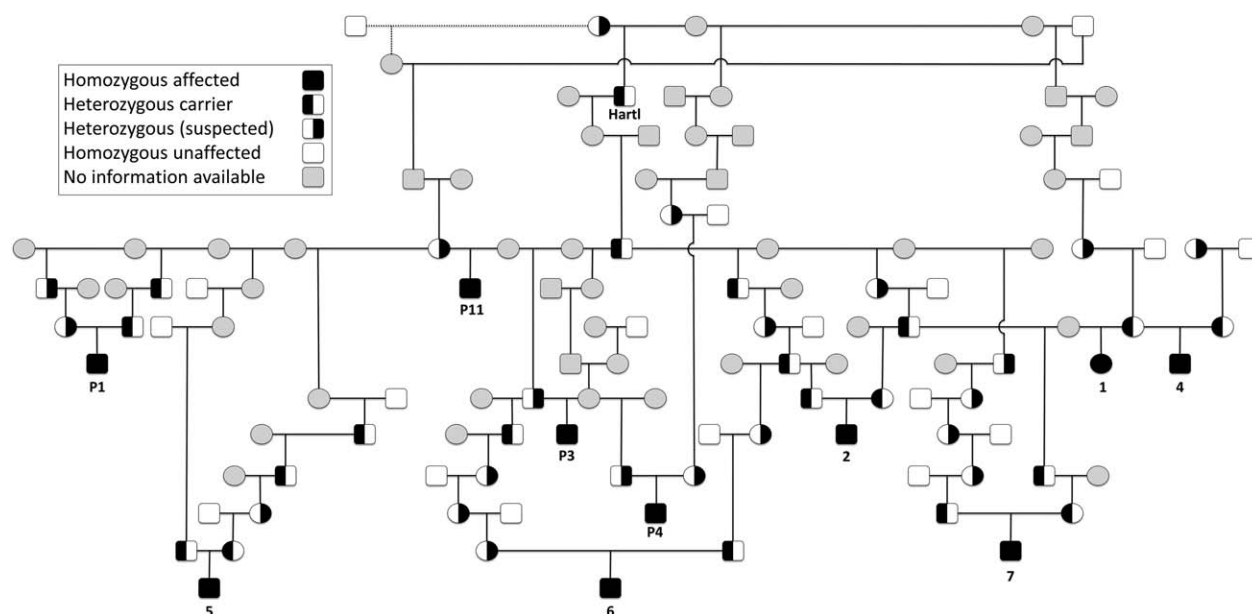 Homozygous affected
Heterozygous carrier
Heterozygous (suspected)
Homozygous unaffected
No information available
Hartl
P11
P1
1
4
P3
2
P4
7
5
6